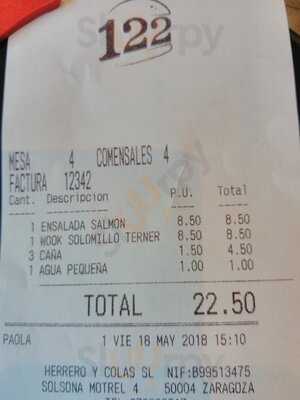 122
MESA 4 COMENSALES 4
FACTURA 12342
Cant. Descripcion P.U. Total
1 ENSALADA SALMON 8.50 8.50
1 WOOK SOLOMILLO TERNER 8.50 8.50
3 CAÑA 1.50 4.50
1 AGUA PEQUEÑA 1.00 1.00
TOTAL 22.50
PAOLA 1 VIE 18 MAY 2018 15:10
HERRERO Y COLAS SL NIF:B99513475
SOLSONA MOTREL 4 50004 ZARAGOZA